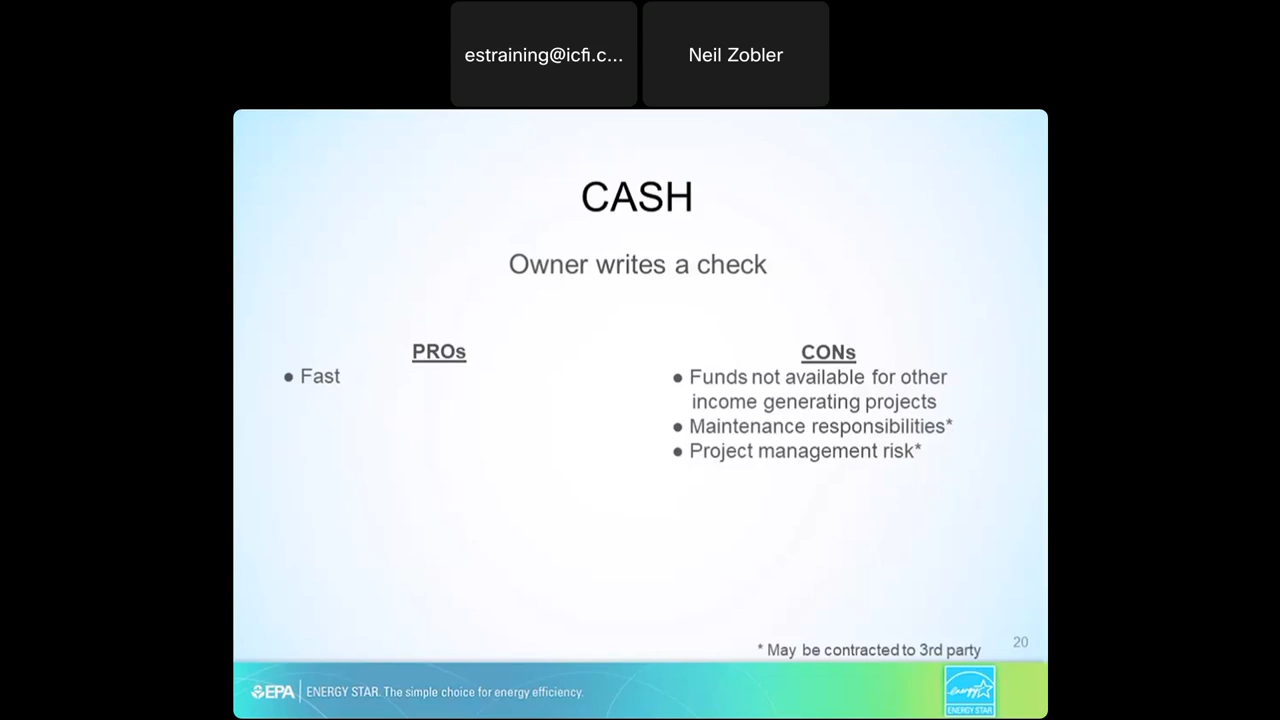 estraining@icfi.c...
Neil Zobler
CASH
Owner writes a check
PROs
● Fast
CONs
● Funds not available for other
income generating projects
● Maintenance responsibilities*
● Project management risk*
* May be contracted to 3rd party
20
EPA
ENERGY STAR. The simple choice for energy efficiency.
energy
ENERGY STAR